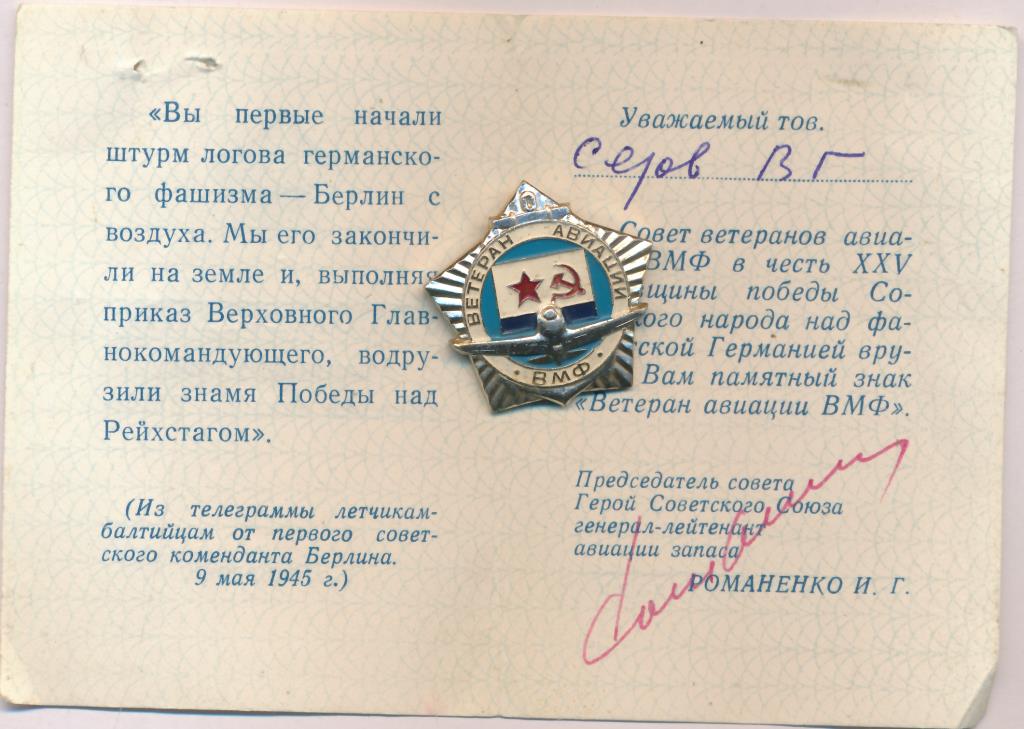 «Вы первые начали
штурм логова германско-
го фашизма — Берлин с
воздуха. Мы его закончи-
ли на земле и, выполняя
приказ Верховного Глав-
нокомандующего, водру-
зили знамя Победы над
Рейхстагом».
(Из телеграммы летчикам-
балтийцам от первого совет-
ского коменданта Берлина.
9 мая 1945 г.)
ВЕТЕРАН АВИАЦИИ
ВМФ
Уважаемый тов.
Серов В Г
Совет ветеранов авиа-
ВМФ в честь XXV
щины победы Со-
кого народа над фа-
ской Германией вру-
Вам памятный знак
«Ветеран авиации ВМФ».
Председатель совета
Герой Советского Союза
генерал-лейтенант
авиации запаса
РОМАНЕНКО И. Г.